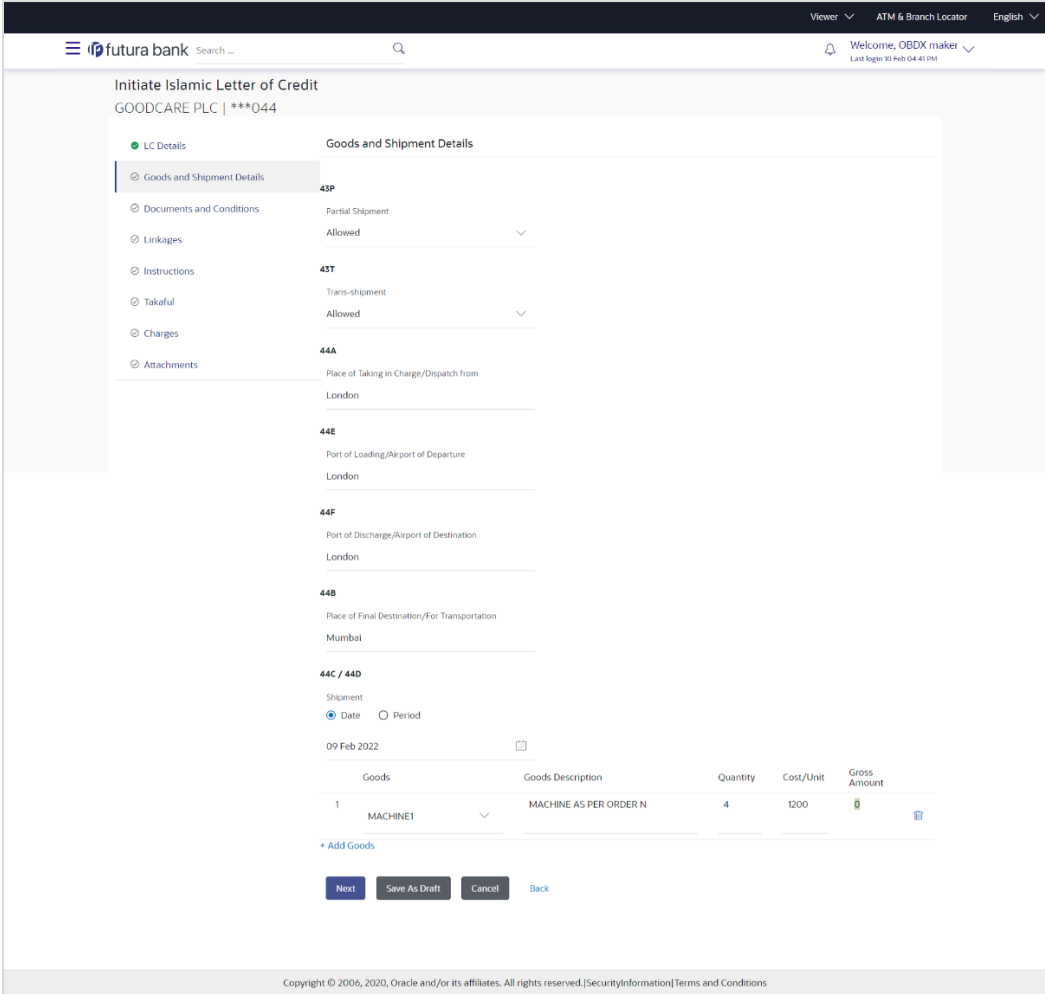 Viewer ATM & Branch Locator English
futura bank Search ... Welcome, OBDX maker
Last login 10 Feb 04:41 PM
Initiate Islamic Letter of Credit
GOODCARE PLC | ***044
LC Details
Goods and Shipment Details
Documents and Conditions
Linkages
Instructions
Takaful
Charges
Attachments
Goods and Shipment Details
43P
Partial Shipment
Allowed
43T
Trans-shipment
Allowed
44A
Place of Taking in Charge/Dispatch from
London
44E
Port of Loading/Airport of Departure
London
44F
Port of Discharge/Airport of Destination
London
44B
Place of Final Destination/For Transportation
Mumbai
44C / 44D
Shipment
Date Period
09 Feb 2022
Goods Goods Description Quantity Cost/Unit Gross Amount
1 MACHINE1 MACHINE AS PER ORDER N 4 1200 0
+ Add Goods
Next Save As Draft Cancel Back
Copyright © 2006, 2020, Oracle and/or its affiliates. All rights reserved.|SecurityInformation|Terms and Conditions